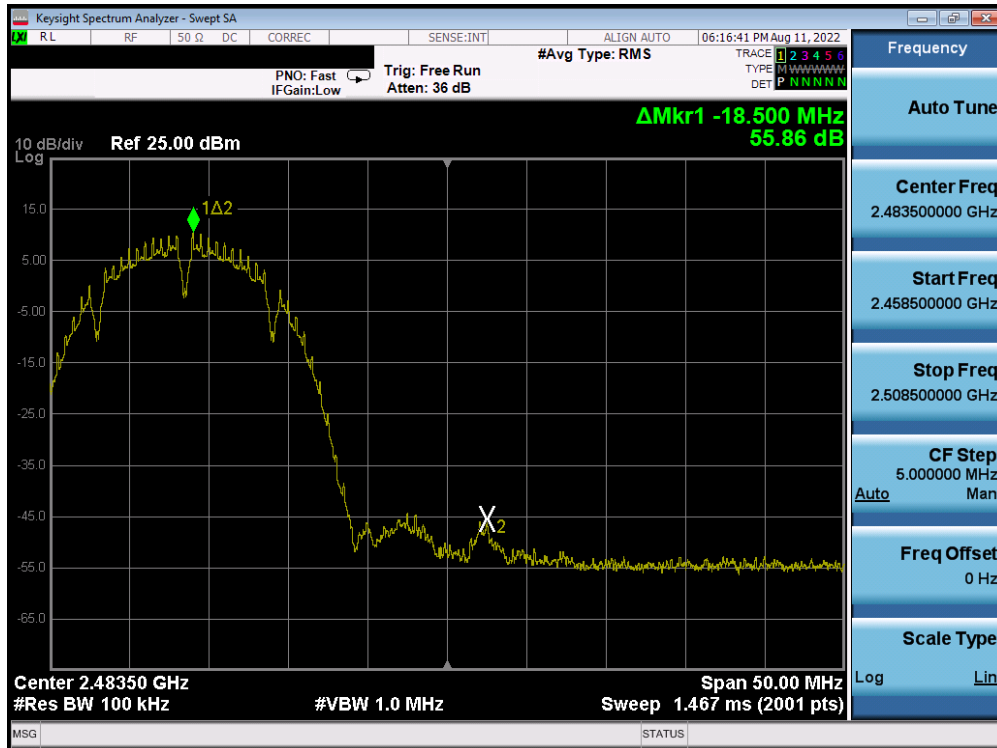 Keysight Spectrum Analyzer - Swept SA
LXI RL RF 50 Ω DC CORREC SENSE:INT ALIGN AUTO 06:16:41 PM Aug 11, 2022
#Avg Type: RMS TRACE 1 2 3 4 5 6
PNO: Fast Trig: Free Run TYPE M WWWWW
IFGain:Low Atten: 36 dB DET P N N N N N
ΔMkr1 -18.500 MHz
55.86 dB
10 dB/div Ref 25.00 dBm
Log
15.0
1Δ2
5.00
-5.00
-15.0
-25.0
-35.0
-45.0
X2
-55.0
-65.0
Center 2.48350 GHz Span 50.00 MHz
#Res BW 100 kHz #VBW 1.0 MHz Sweep 1.467 ms (2001 pts)
MSG STATUS
Frequency
Auto Tune
Center Freq
2.483500000 GHz
Start Freq
2.458500000 GHz
Stop Freq
2.508500000 GHz
CF Step
5.000000 MHz
Auto Man
Freq Offset
0 Hz
Scale Type
Log Lin